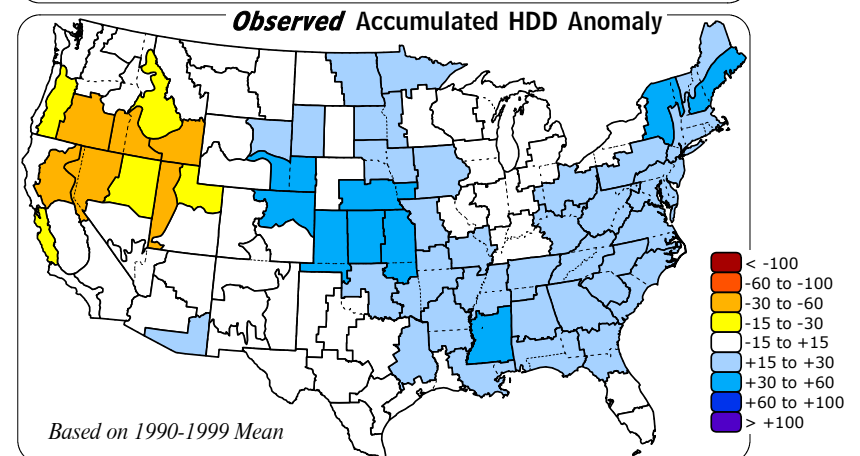 Observed Accumulated HDD Anomaly
< -100
-60 to -100
-30 to -60
-15 to -30
-15 to +15
+15 to +30
+30 to +60
+60 to +100
> +100
Based on 1990-1999 Mean